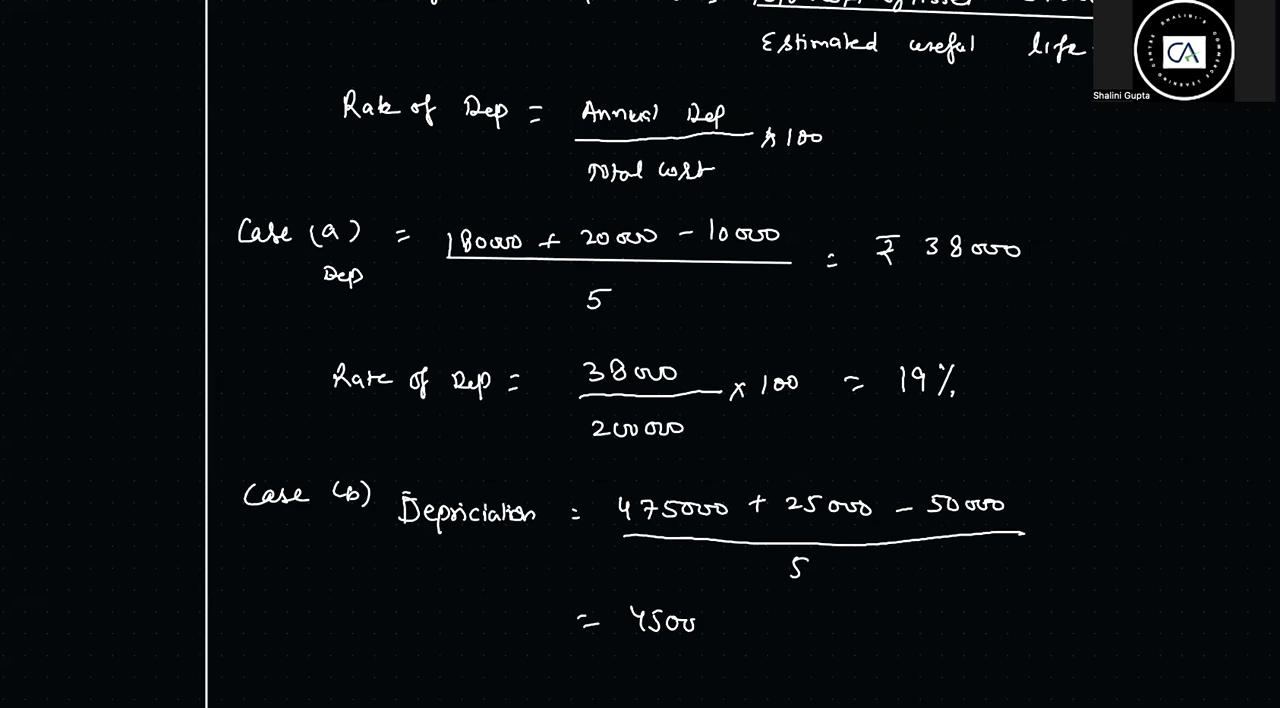 Estimated useful life
Shalini Gupta
CA
Rate of Dep = Annual Dep
x 100
Total cost
Case (a) = 180000 + 20000 - 10000 = ₹ 38000
Dep
5
Rate of Dep = 38000 x 100 = 19%
200000
Case (b) Depriciation = 475000 + 25000 - 50000
5
= 4500